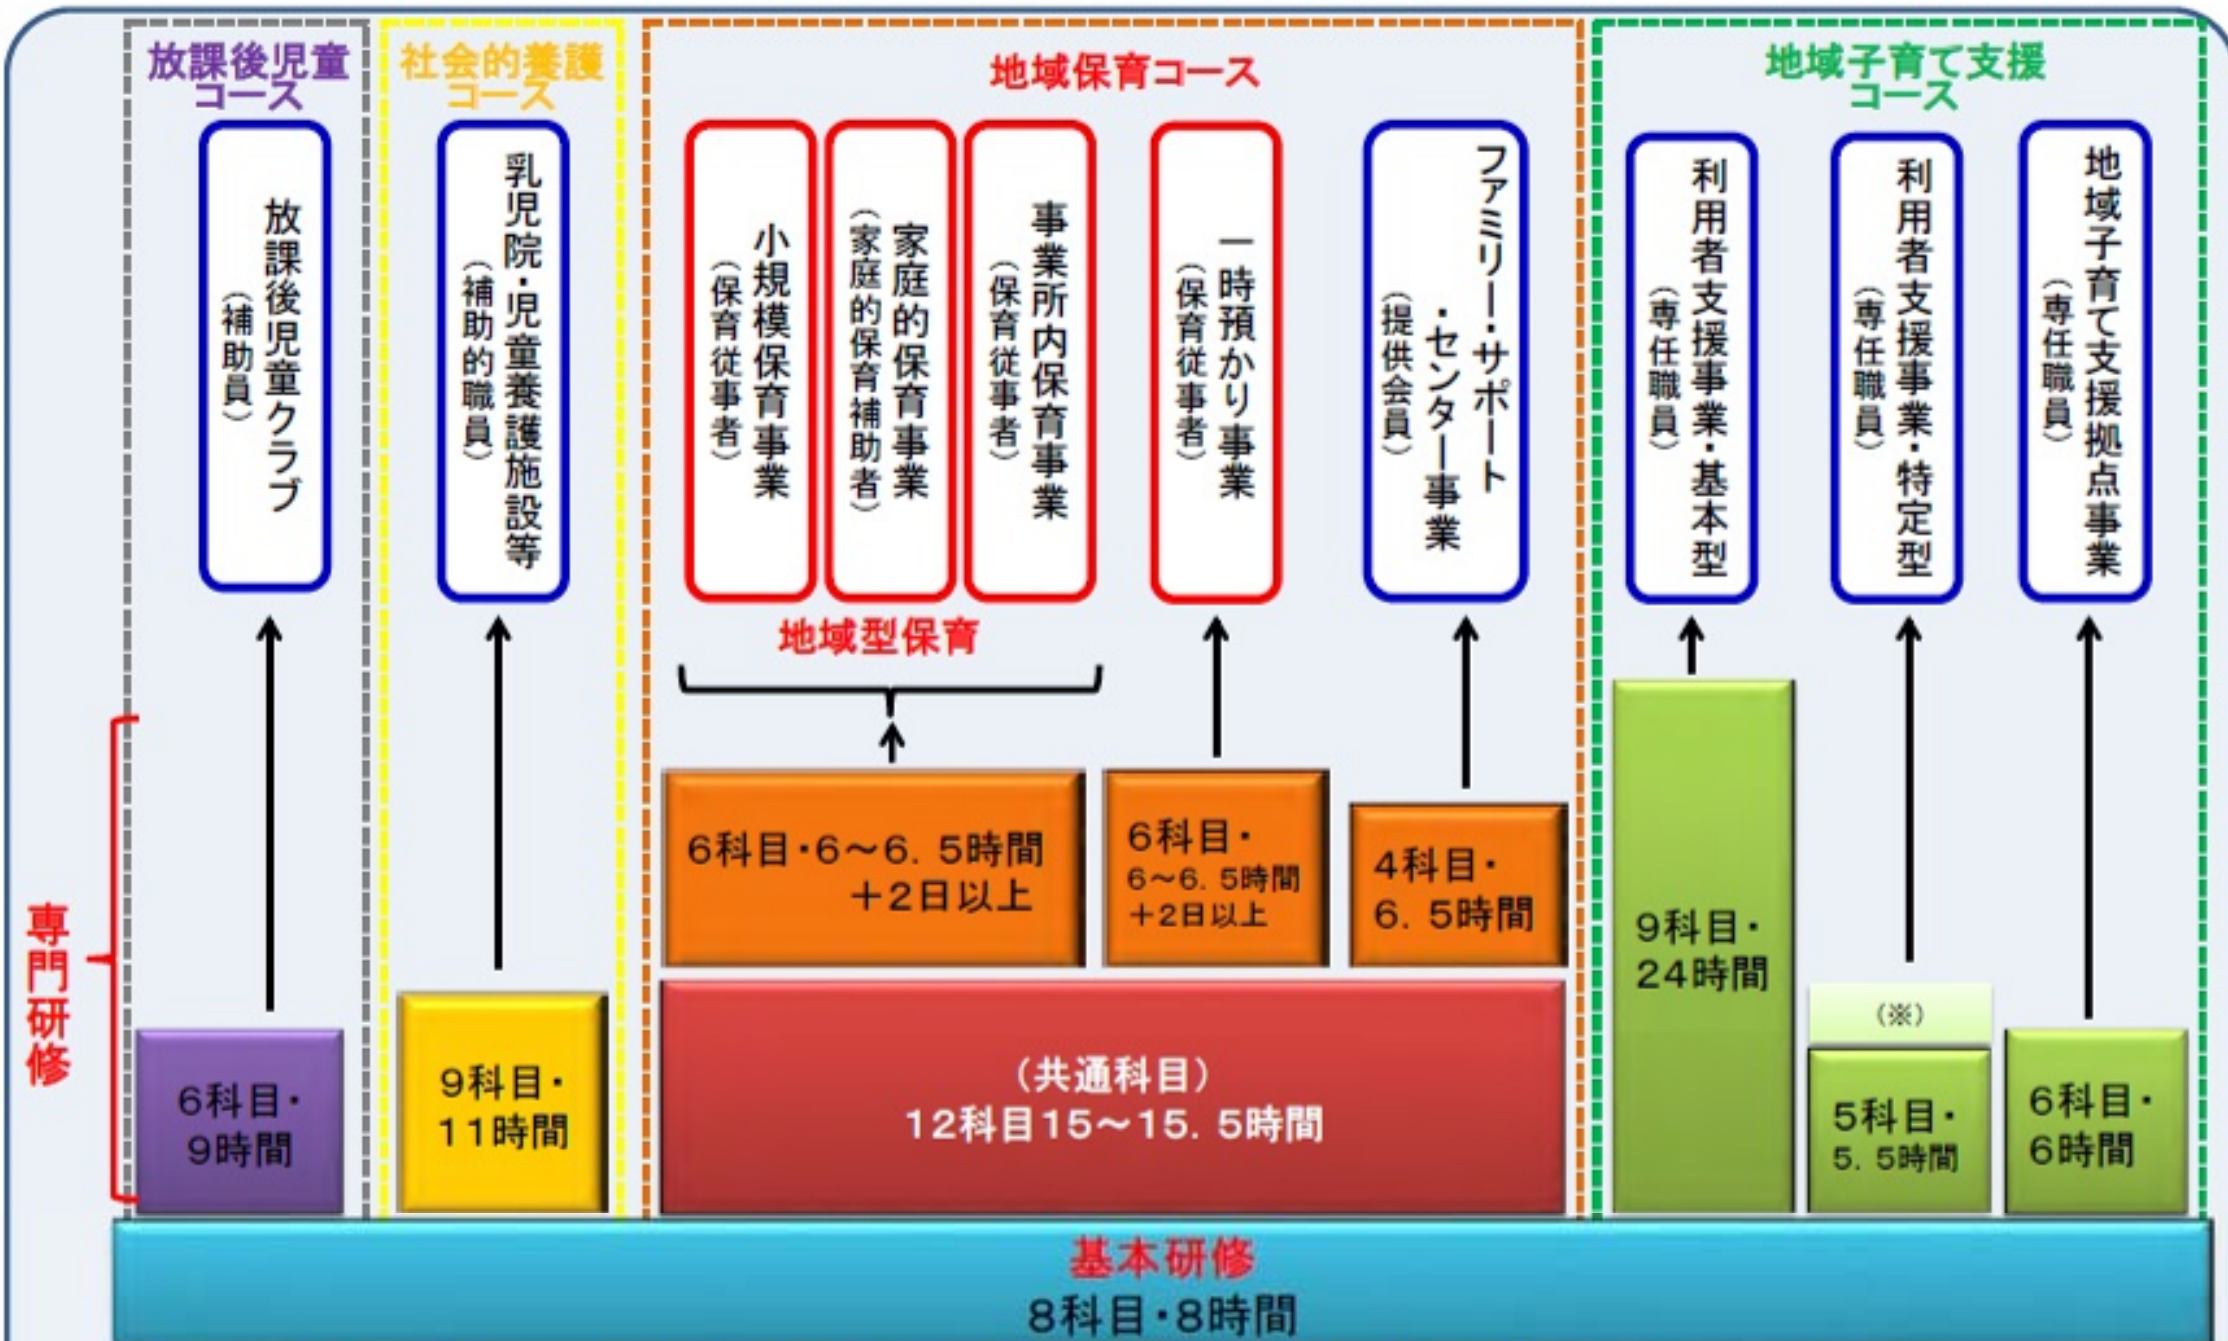 放課後児童
コース
社会的養護
コース
地域保育コース
地域子育て支援
コース
放課後児童クラブ
（補助員）
乳児院・児童養護施設等
（補助的職員）
小規模保育事業
（保育従事者）
家庭的保育事業
（家庭的保育補助者）
事業所内保育事業
（保育従事者）
一時預かり事業
（保育従事者）
ファミリー・サポート
・センター事業
（提供会員）
利用者支援事業・基本型
（専任職員）
利用者支援事業・特定型
（専任職員）
地域子育て支援拠点事業
（専任職員）
地域型保育
専門研修
6科目・
9時間
9科目・
11時間
6科目・6～6．5時間
＋2日以上
6科目・
6～6．5時間
＋2日以上
4科目・
6．5時間
（共通科目）
12科目15～15．5時間
9科目・
24時間
（※）
5科目・
5．5時間
6科目・
6時間
基本研修
8科目・8時間